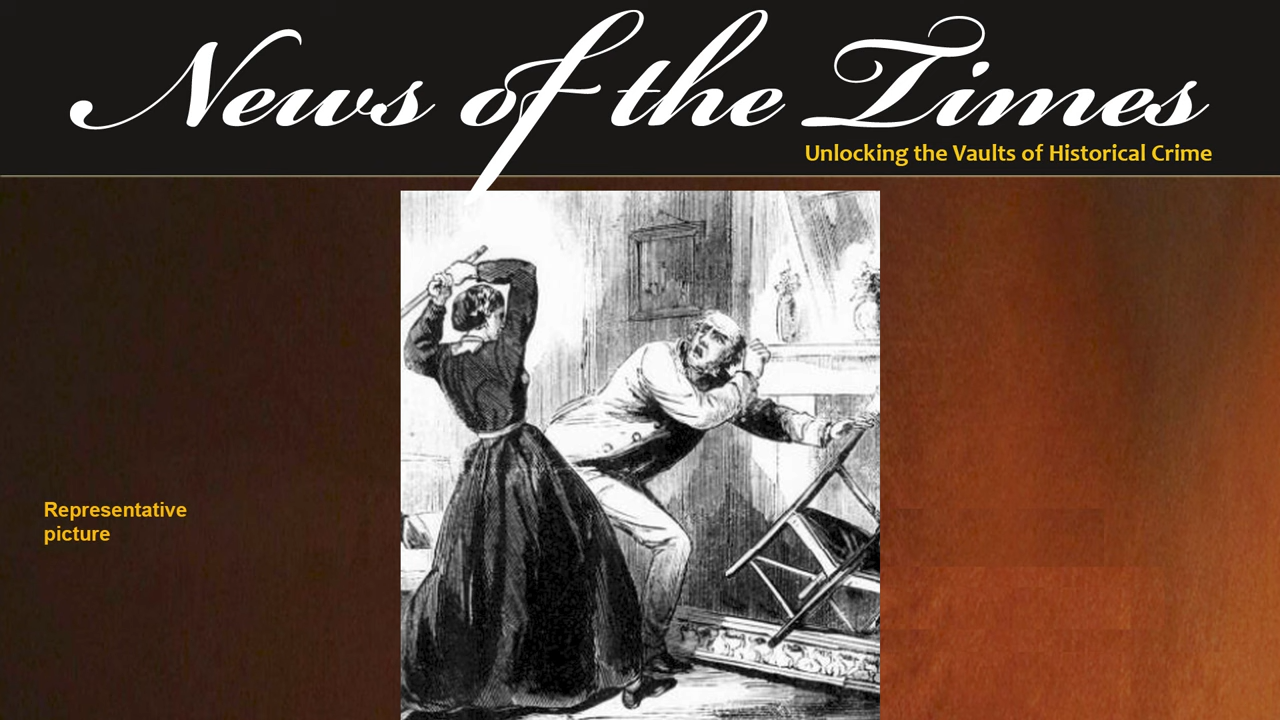 News of the Times
Unlocking the Vaults of Historical Crime
Representative
picture